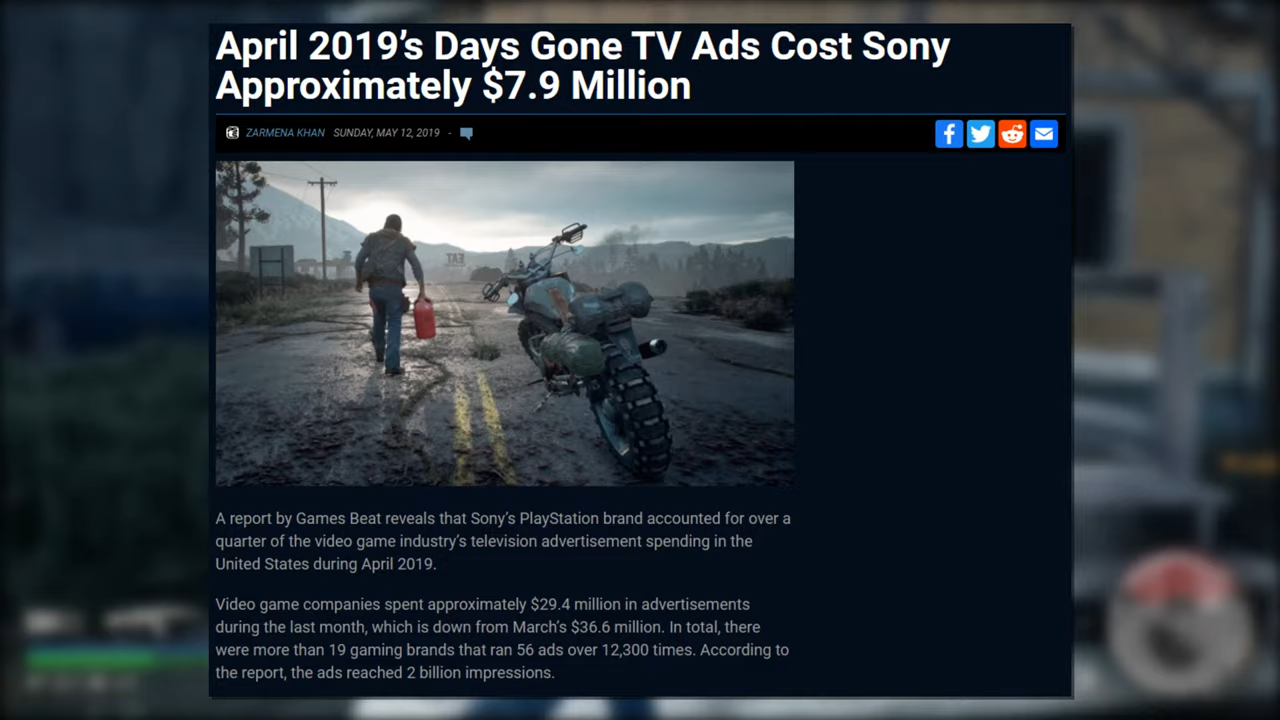 April 2019’s Days Gone TV Ads Cost Sony
Approximately $7.9 Million
ZARMENA KHAN SUNDAY, MAY 12, 2019 -
EAT
A report by Games Beat reveals that Sony’s PlayStation brand accounted for over a
quarter of the video game industry’s television advertisement spending in the
United States during April 2019.
Video game companies spent approximately $29.4 million in advertisements
during the last month, which is down from March’s $36.6 million. In total, there
were more than 19 gaming brands that ran 56 ads over 12,300 times. According to
the report, the ads reached 2 billion impressions.